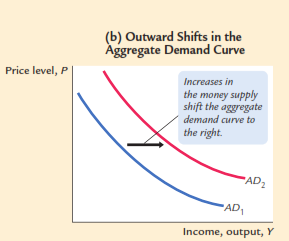 (b) Outward Shifts in the
Aggregate Demand Curve
Price level, P
Increases in
the money supply
shift the aggregate
demand curve to
the right.
AD2
AD1
Income, output, Y